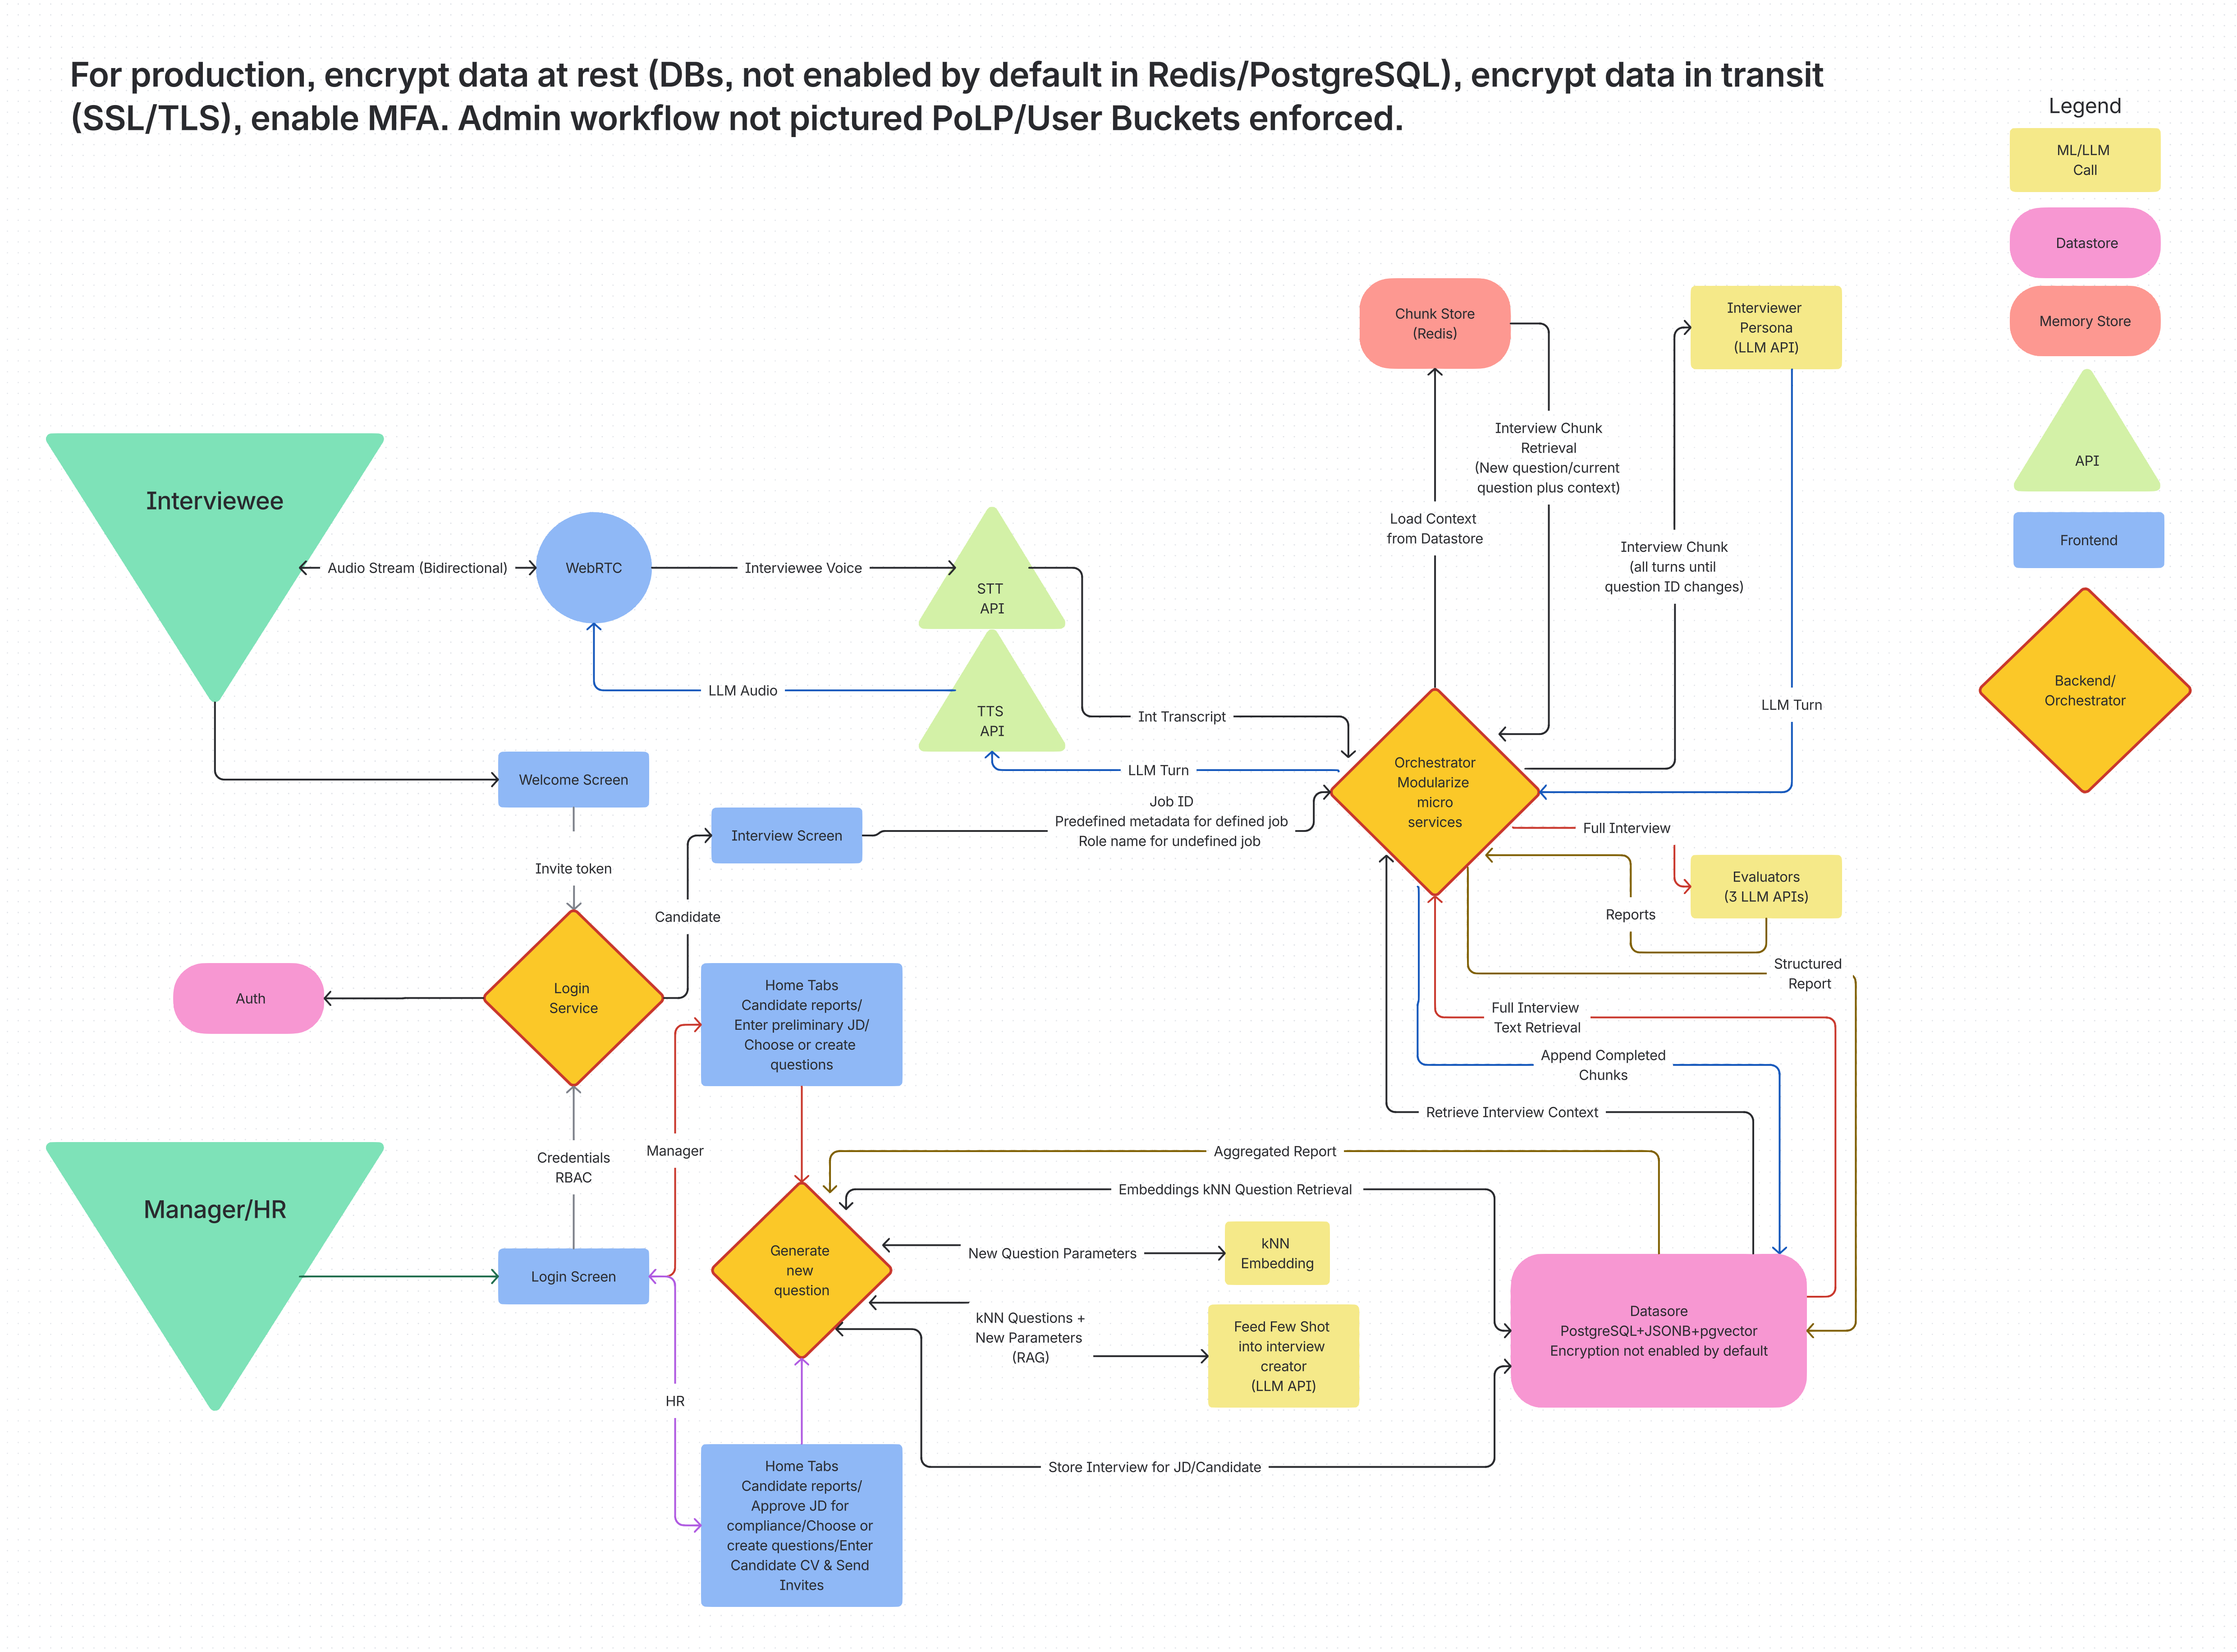 For production, encrypt data at rest (DBs, not enabled by default in Redis/PostgreSQL), encrypt data in transit
(SSL/TLS), enable MFA. Admin workflow not pictured PoLP/User Buckets enforced.
Legend
ML/LLM
Call
Datastore
Memory Store
API
Frontend
Backend/
Orchestrator
Chunk Store
(Redis)
Interviewer
Persona
(LLM API)
Interview Chunk
Retrieval
(New question/current
question plus context)
Load Context
from Datastore
Interview Chunk
(all turns until
question ID changes)
LLM Turn
Interviewee
Audio Stream (Bidirectional)
WebRTC
Interviewee Voice
STT
API
LLM Audio
TTS
API
Int Transcript
LLM Turn
Welcome Screen
Interview Screen
Job ID
Predefined metadata for defined job
Role name for undefined job
Orchestrator
Modularize
micro
services
Full Interview
Evaluators
(3 LLM APIs)
Reports
Structured
Report
Full Interview
Text Retrieval
Append Completed
Chunks
Retrieve Interview Context
Invite token
Candidate
Auth
Login
Service
Home Tabs
Candidate reports/
Enter preliminary JD/
Choose or create
questions
Credentials
RBAC
Manager
Manager/HR
Login Screen
HR
Generate
new
question
Aggregated Report
Embeddings kNN Question Retrieval
New Question Parameters
kNN
Embedding
kNN Questions +
New Parameters
(RAG)
Feed Few Shot
into interview
creator
(LLM API)
Datasore
PostgreSQL+JSONB+pgvector
Encryption not enabled by default
Store Interview for JD/Candidate
Home Tabs
Candidate reports/
Approve JD for
compliance/Choose or
create questions/Enter
Candidate CV & Send
Invites